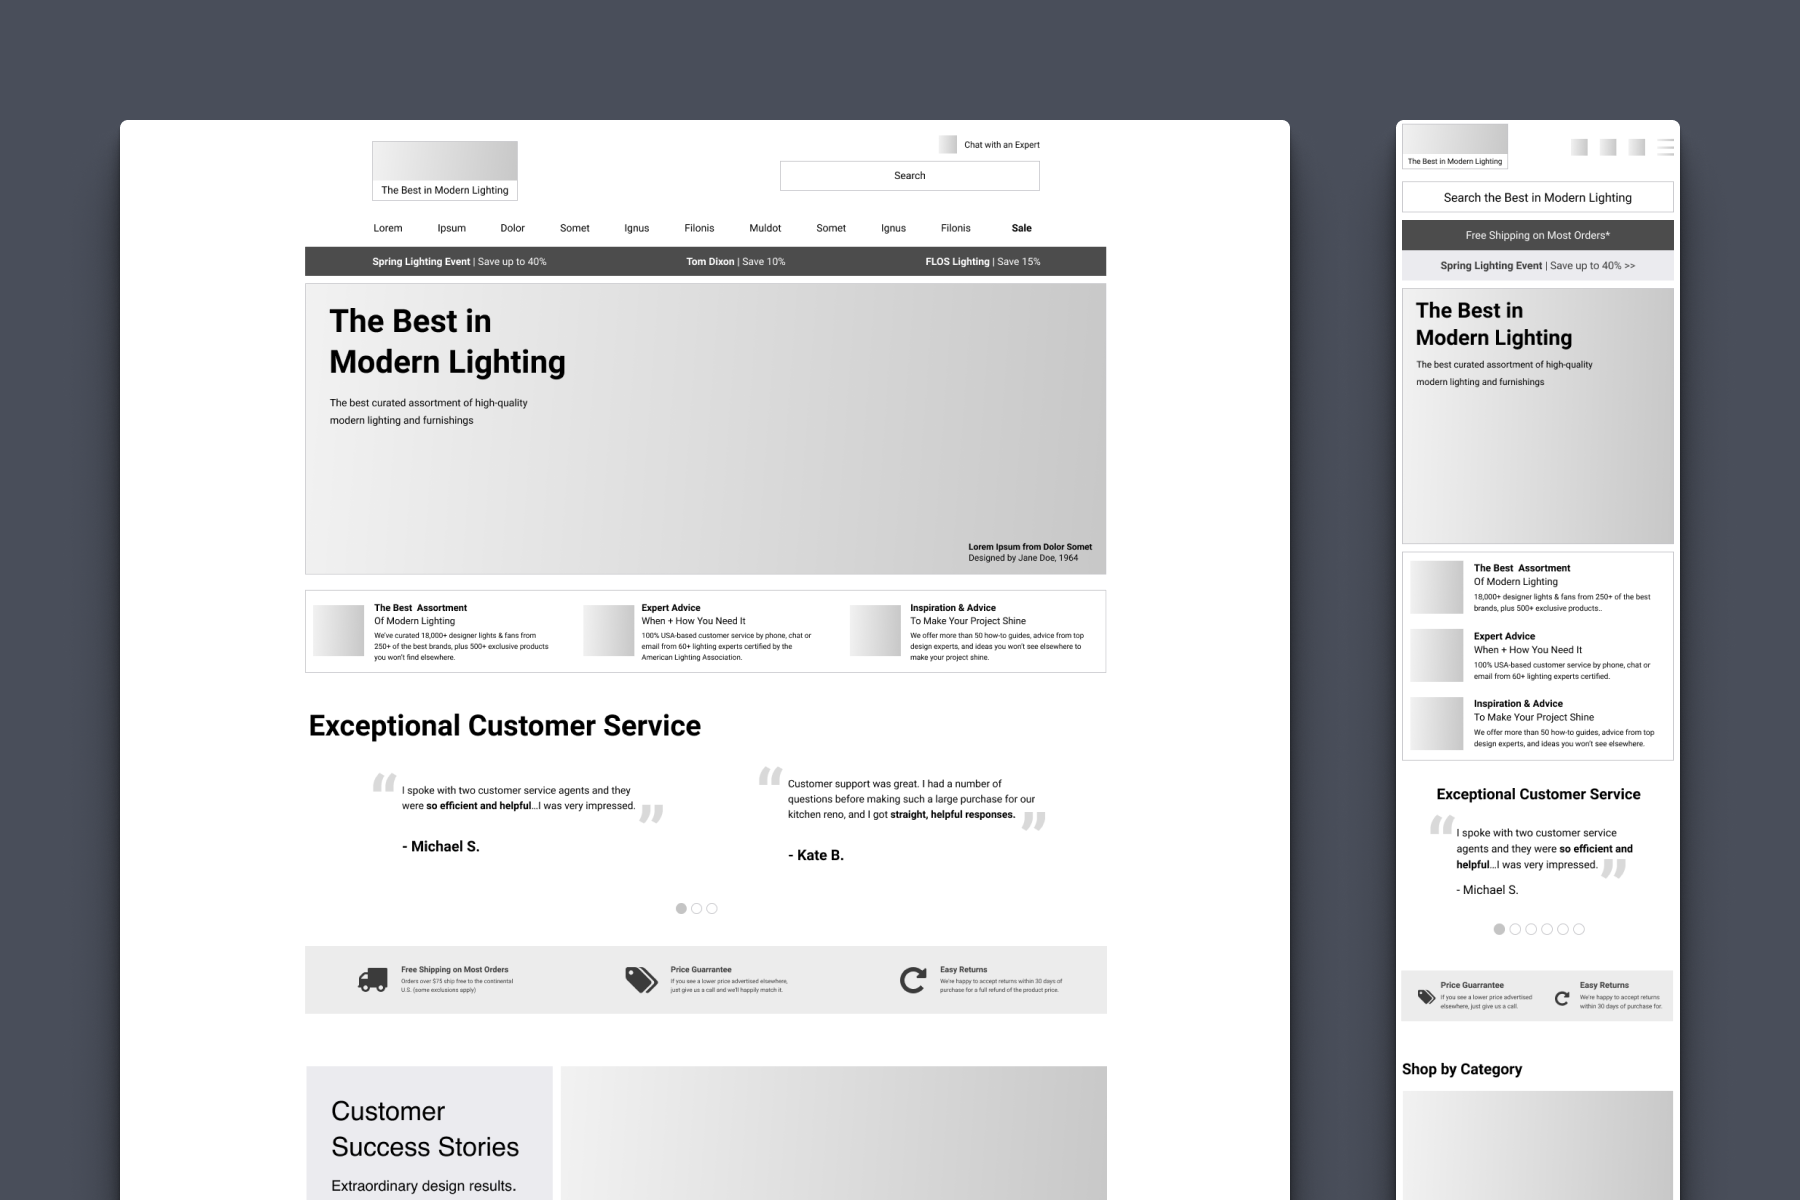 Chat with an Expert
The Best in Modern Lighting
Search
Lorem Ipsum Dolor Somet Ignus Filonis Muldot Somet Ignus Filonis Sale
Spring Lighting Event | Save up to 40% Tom Dixon | Save 10% FLOS Lighting | Save 15%
The Best in
Modern Lighting
The best curated assortment of high-quality
modern lighting and furnishings
Lorem Ipsum from Dolor Somet
Designed by Jane Doe, 1964
The Best  Assortment
Of Modern Lighting
We've curated 18,000+ designer lights & fans from
250+ of the best brands, plus 500+ exclusive products
you won't find elsewhere.
Expert Advice
When + How You Need It
100% USA-based customer service by phone, chat or
email from 60+ lighting experts certified by the
American Lighting Association.
Inspiration & Advice
To Make Your Project Shine
We offer more than 50 how-to guides, advice from top
design experts, and ideas you won't see elsewhere to
make your project shine.
Exceptional Customer Service
“ I spoke with two customer service agents and they
were so efficient and helpful...I was very impressed. ”
- Michael S.
“ Customer support was great. I had a number of
questions before making such a large purchase for our
kitchen reno, and I got straight, helpful responses. ”
- Kate B.
Free Shipping on Most Orders
Orders over $75 ship free to the continental
U.S. (some exclusions apply)
Price Guarrantee
If you see a lower price advertised elsewhere,
just give us a call and we'll happily match it.
Easy Returns
We're happy to accept returns within 30 days of
purchase for a full refund of the product price.
Customer
Success Stories
Extraordinary design results.
The Best in Modern Lighting
Search the Best in Modern Lighting
Free Shipping on Most Orders*
Spring Lighting Event | Save up to 40% >>
The Best in
Modern Lighting
The best curated assortment of high-quality
modern lighting and furnishings
The Best  Assortment
Of Modern Lighting
18,000+ designer lights & fans from 250+ of the best
brands, plus 500+ exclusive products..
Expert Advice
When + How You Need It
100% USA-based customer service by phone, chat or
email from 60+ lighting experts certified.
Inspiration & Advice
To Make Your Project Shine
We offer more than 50 how-to guides, advice from top
design experts, and ideas you won't see elsewhere.
Exceptional Customer Service
“ I spoke with two customer service
agents and they were so efficient and
helpful...I was very impressed. ”
- Michael S.
Price Guarrantee
If you see a lower price advertised
elsewhere, just give us a call.
Easy Returns
We're happy to accept returns
within 30 days of purchase for.
Shop by Category